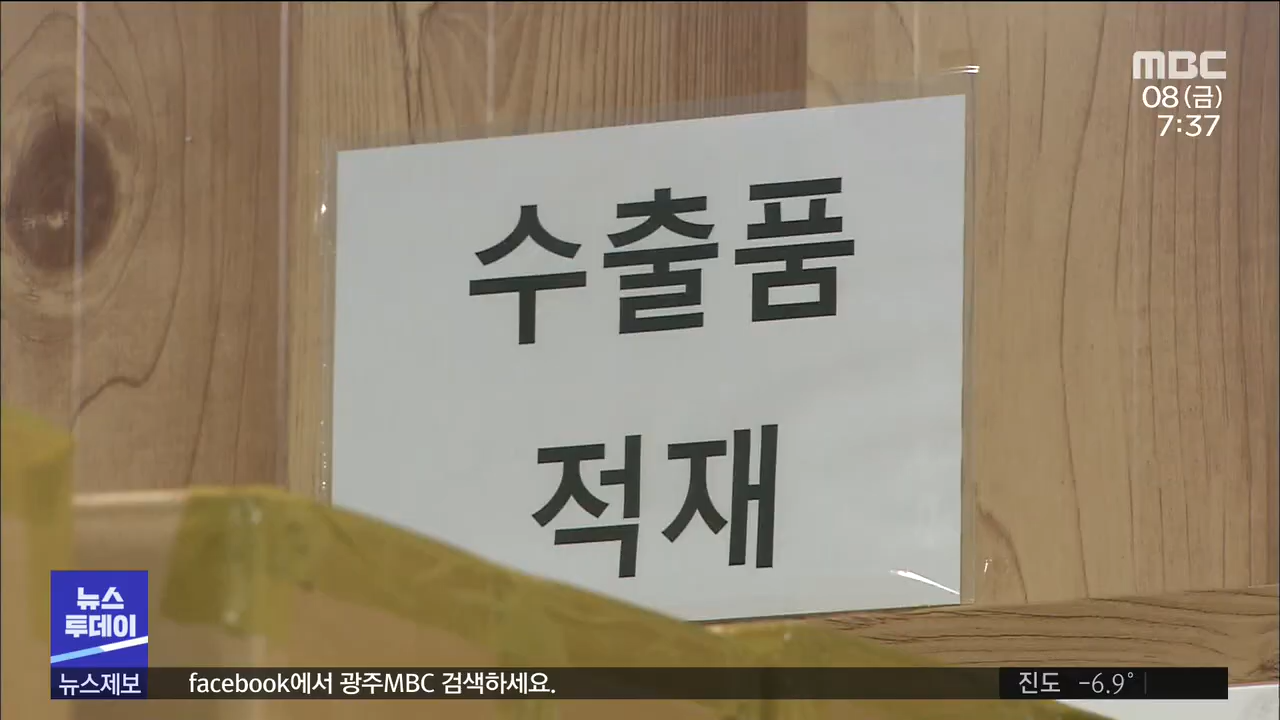 MBC
08(금)
7:37
수출품
적재
뉴스
투데이
뉴스제보 facebook에서 광주MBC 검색하세요. 진도 -6.9°